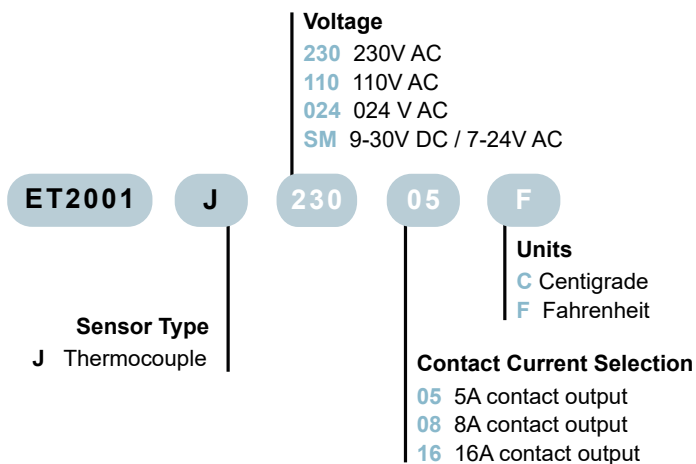 Voltage
230 230V AC
110 110V AC
024 024 V AC
SM 9-30V DC / 7-24V AC
ET2001 J 230 05 F
Units
C Centigrade
F Fahrenheit
Sensor Type
J Thermocouple
Contact Current Selection
05 5A contact output
08 8A contact output
16 16A contact output